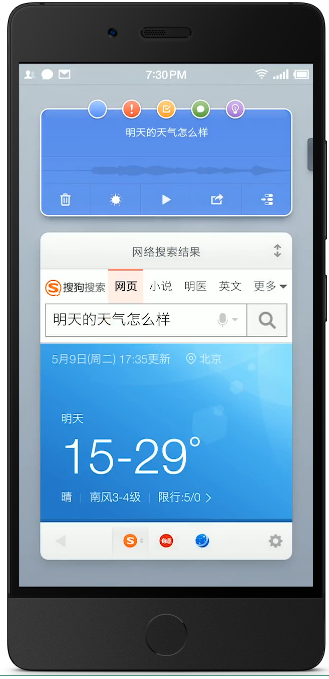 7:30PM
明天的天气怎么样
网络搜索结果
搜狗搜索 网页 小说 明医 英文 更多
明天的天气怎么样
5月9日(周二) 17:35更新 北京
明天
15-29°
晴 南风3-4级 限行:5/0